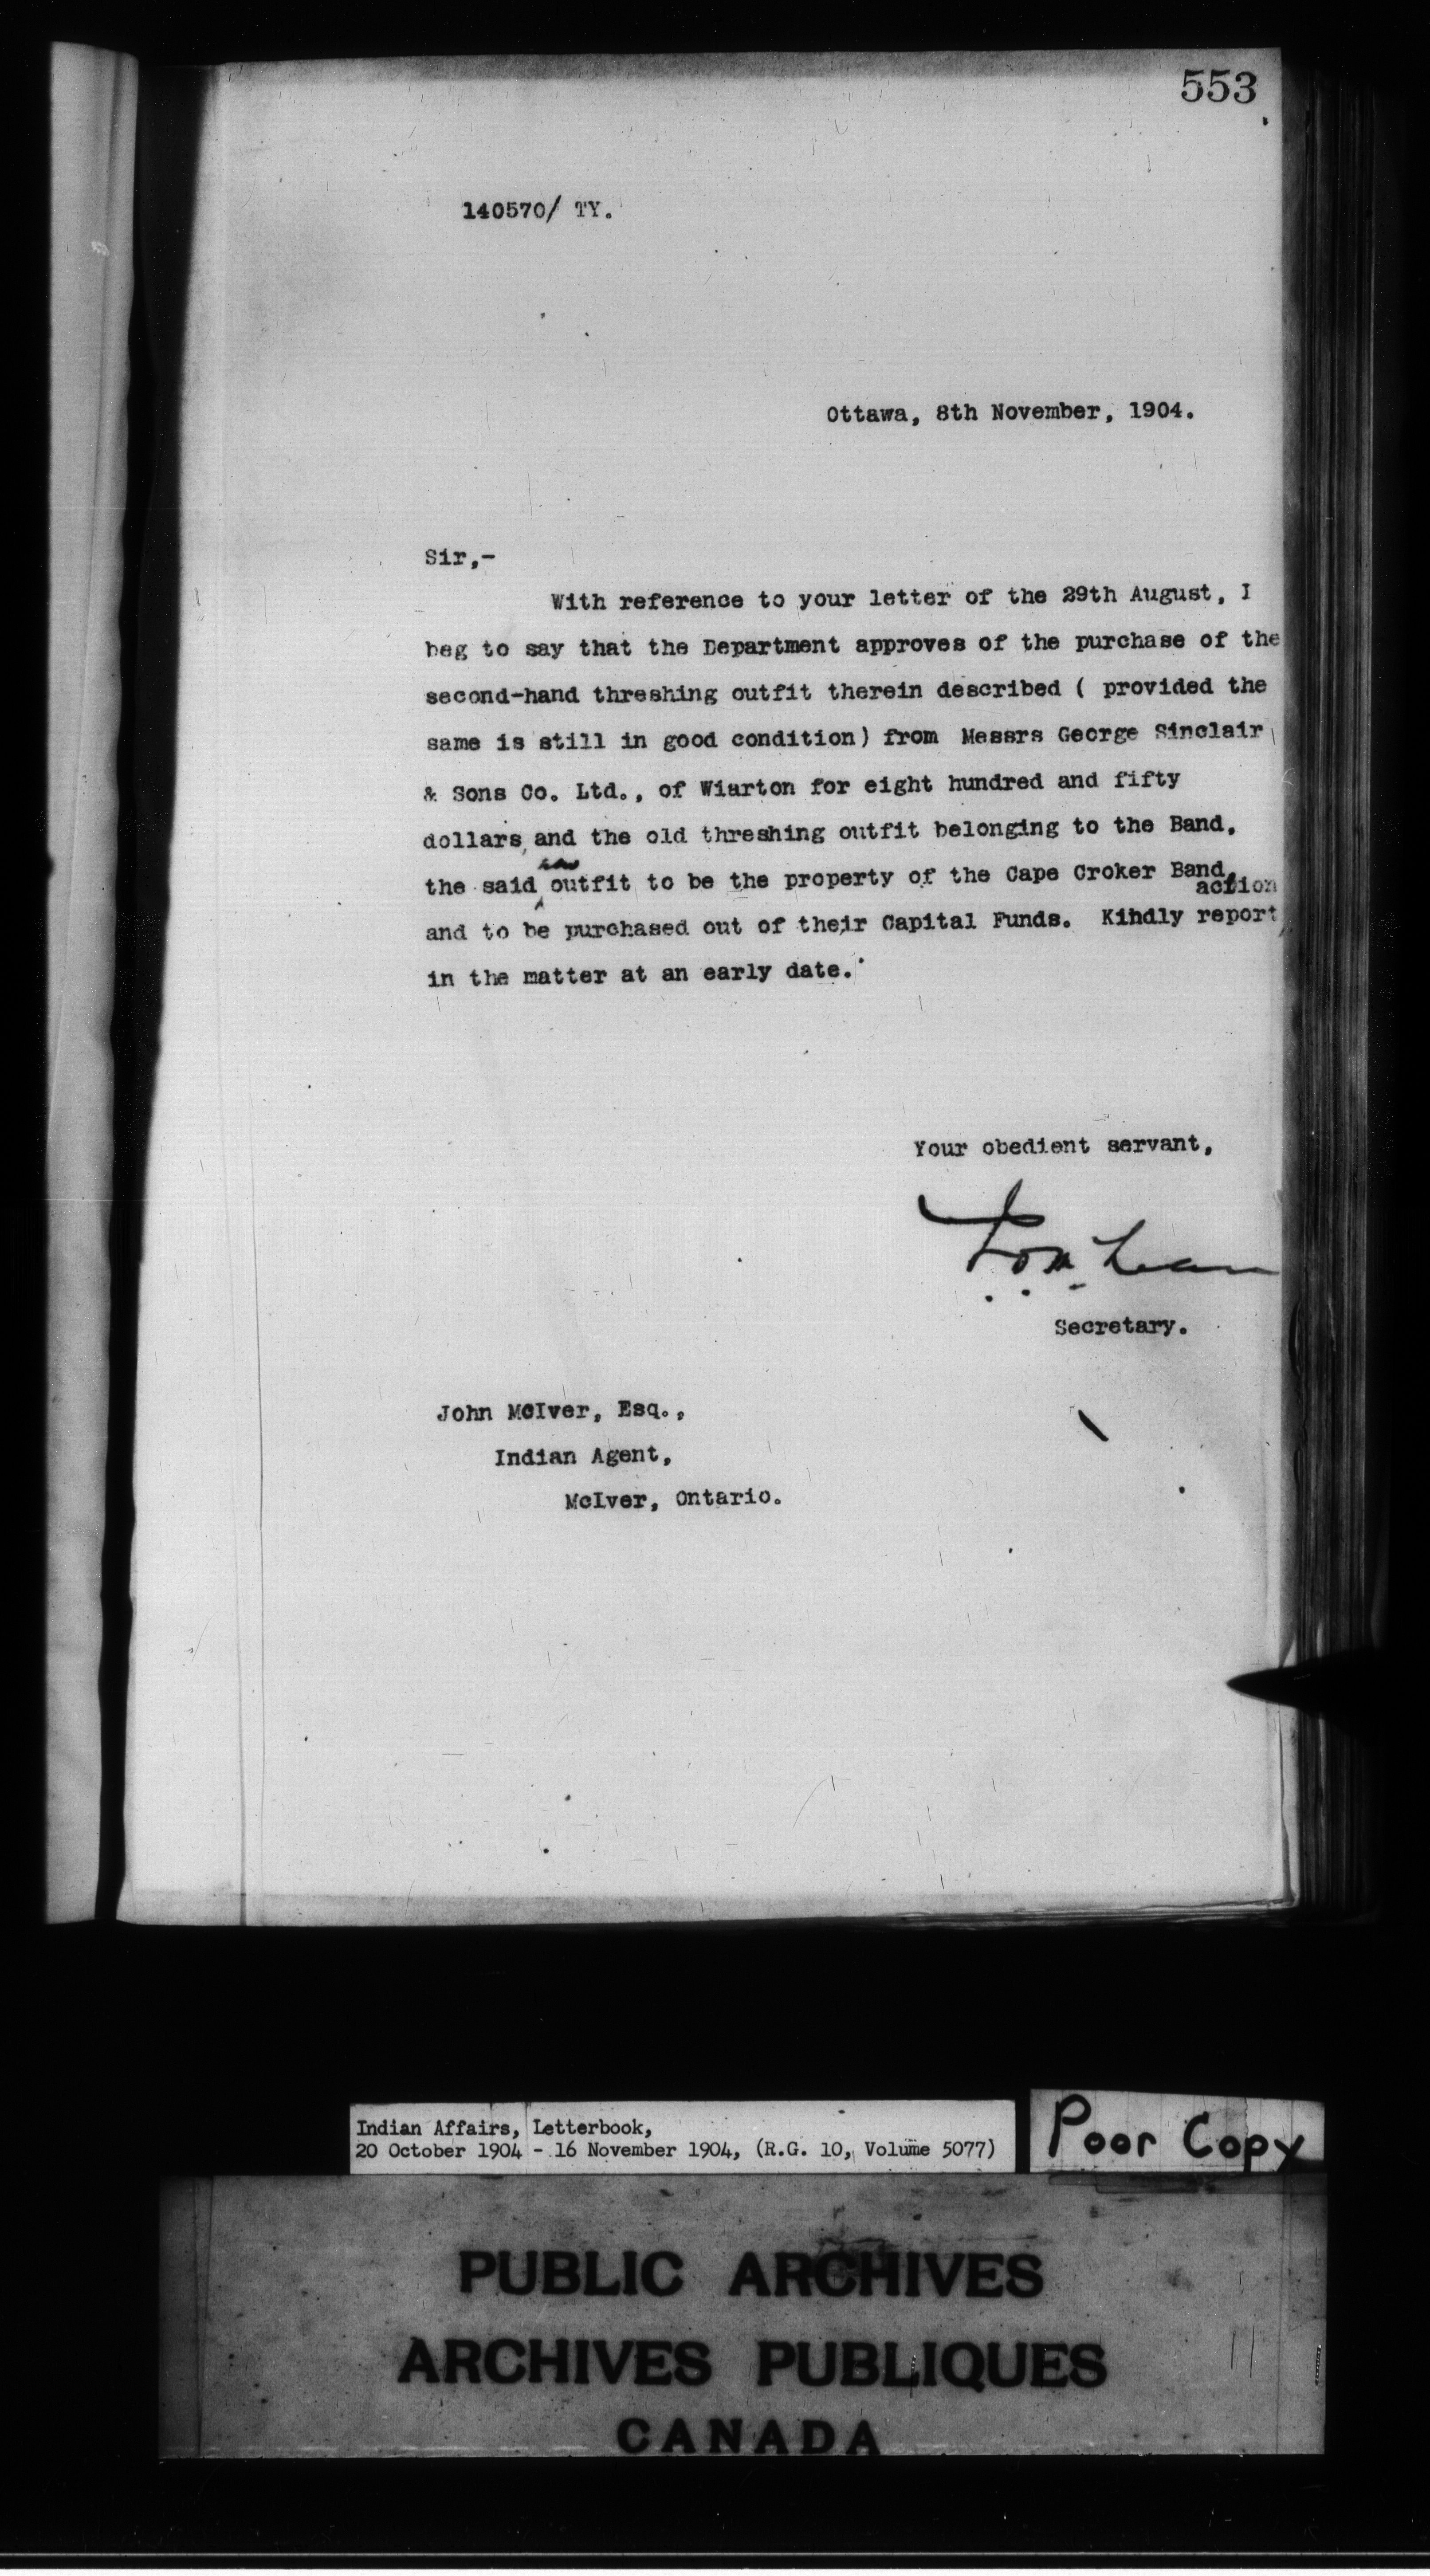 553
140570/ TY.
Ottawa, 8th November, 1904.
Sir,-
With reference to your letter of the 29th August, I
beg to say that the Department approves of the purchase of the
second-hand threshing outfit therein described ( provided the
same is still in good condition) from Messrs George Sinclair
& Sons Co. Ltd., of Wiarton for eight hundred and fifty
dollars, and the old threshing outfit belonging to the Band,
the said outfit to be the property of the Cape Croker Band,
action
and to be purchased out of their Capital Funds. Kindly report
in the matter at an early date.
Your obedient servant,
Secretary.
John McIver, Esq.,
Indian Agent,
McIver, Ontario.
Indian Affairs, Letterbook,
20 October 1904 - 16 November 1904, (R.G. 10, Volume 5077)
Poor Copy
PUBLIC ARCHIVES
ARCHIVES PUBLIQUES
CANADA